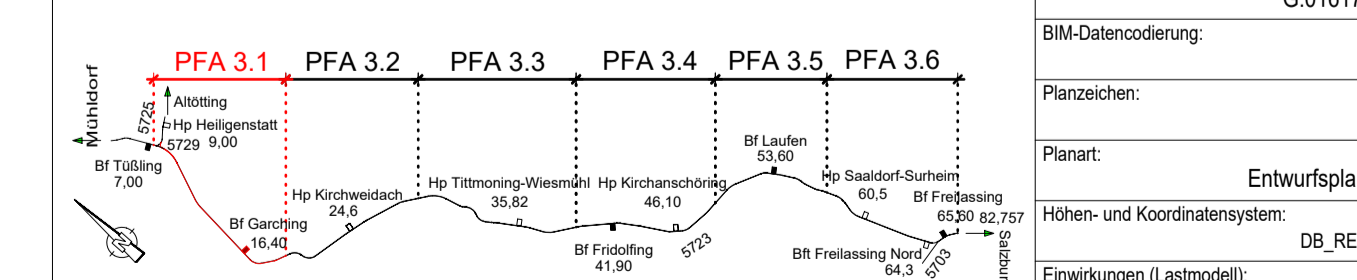 PFA 3.1
PFA 3.2
PFA 3.3
PFA 3.4
PFA 3.5
PFA 3.6
Mühldorf
5725
Altötting
Hp Heiligenstatt
5729 9,00
Bf Tüßling
7,00
Bf Garching
16,40
Hp Kirchweidach
24,6
Hp Tittmoning-Wiesmühl
35,82
Bf Fridolfing
41,90
Hp Kirchanschöring
46,10
5723
Bf Laufen
53,60
Hp Saaldorf-Surheim
60,5
Bf Freilassing
65,60 82,757
Bft Freilassing Nord
64,3
5703
BIM-Datencodierung:
Planzeichen:
Planart:
Entwurfspla
Höhen- und Koordinatensystem:
DB_RE
Einwirkungen (Lastmodell):